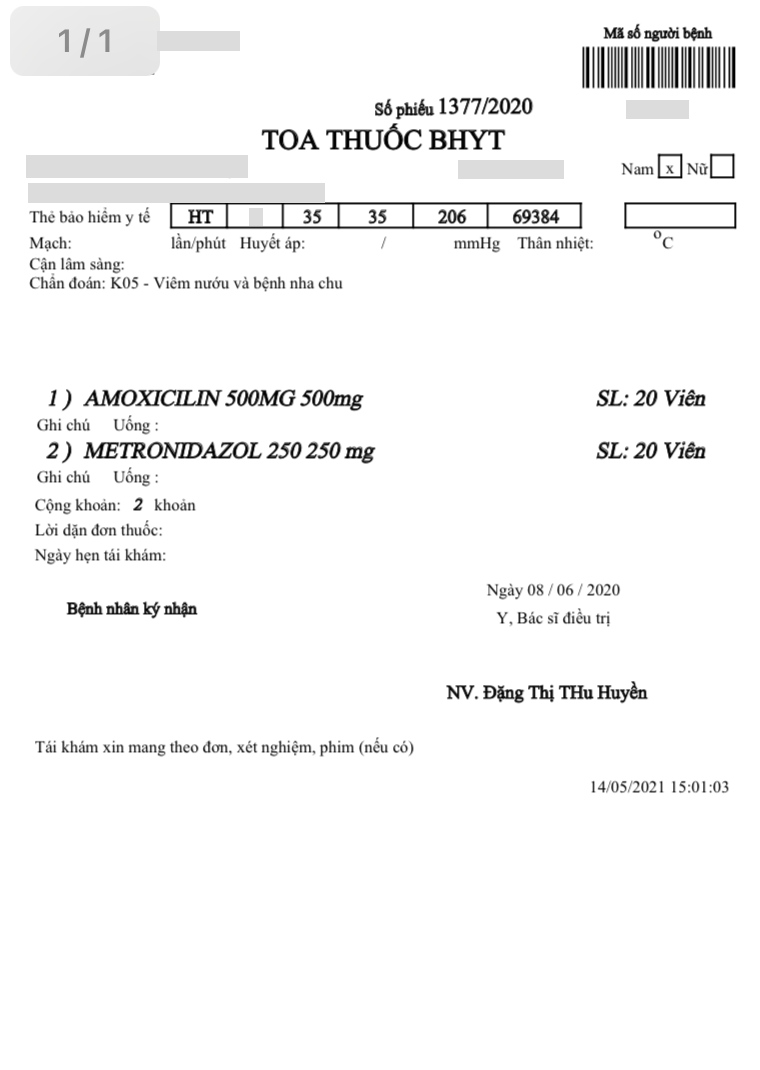 1/1
Mã số người bệnh
Số phiếu 1377/2020
TOA THUỐC BHYT
Nam x Nữ
Thẻ bảo hiểm y tế HT 35 35 206 69384
Mạch: lần/phút Huyết áp: / mmHg Thân nhiệt: °C
Cận lâm sàng:
Chẩn đoán: K05 - Viêm nướu và bệnh nha chu
1 ) AMOXICILIN 500MG 500mg SL: 20 Viên
Ghi chú Uống :
2 ) METRONIDAZOL 250 250 mg SL: 20 Viên
Ghi chú Uống :
Cộng khoản: 2 khoản
Lời dặn đơn thuốc:
Ngày hẹn tái khám:
Ngày 08 / 06 / 2020
Bệnh nhân ký nhận
Y, Bác sĩ điều trị
NV. Đặng Thị THu Huyền
Tái khám xin mang theo đơn, xét nghiệm, phim (nếu có)
14/05/2021 15:01:03